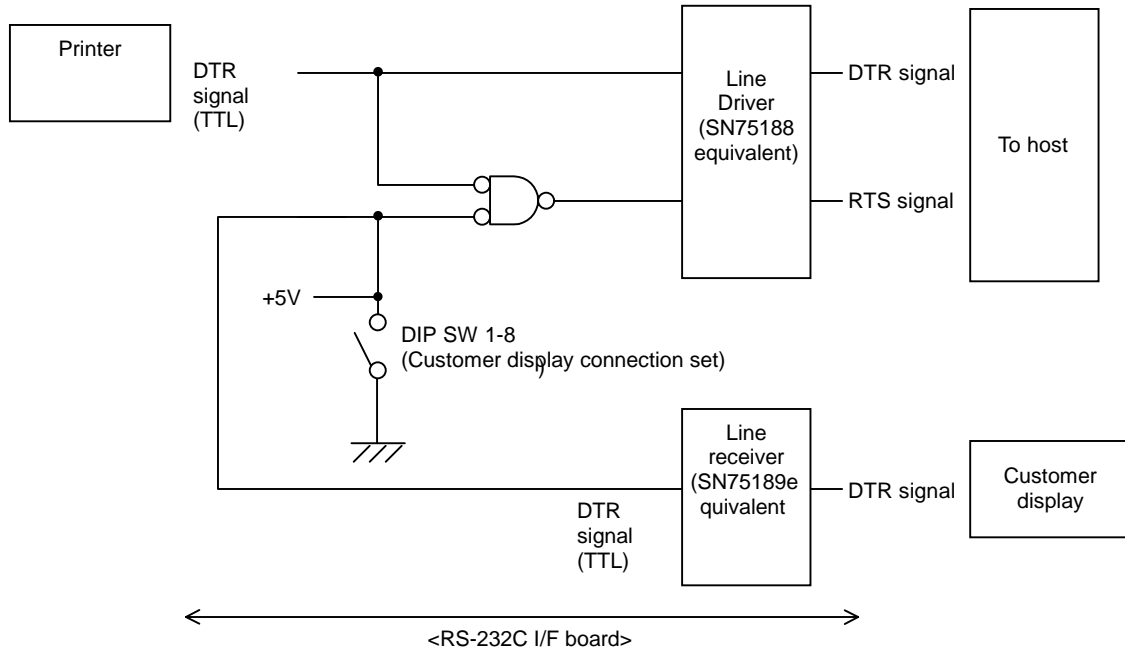 Printer
DTR
signal
(TTL)
Line
Driver
(SN75188
equivalent)
DTR signal
RTS signal
To host
+5V
DIP SW 1-8
(Customer display connection set)
)
Line
receiver
(SN75189e
quivalent
DTR signal
Customer
display
DTR
signal
(TTL)
<RS-232C I/F board>